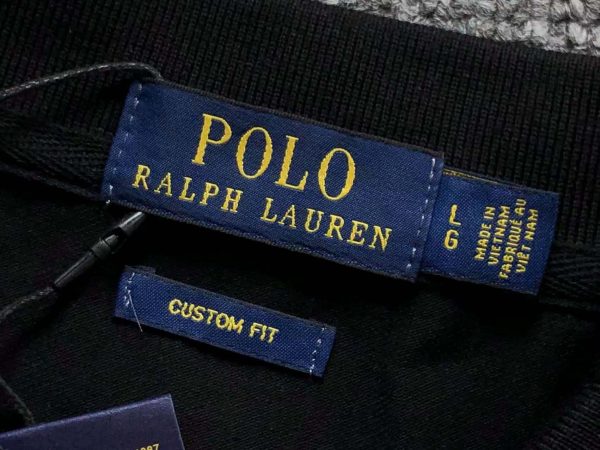 POLO
RALPH LAUREN
L
G
MADE IN
VIETNAM
FABRIQUÉ AU
VIÊT NAM
CUSTOM FIT